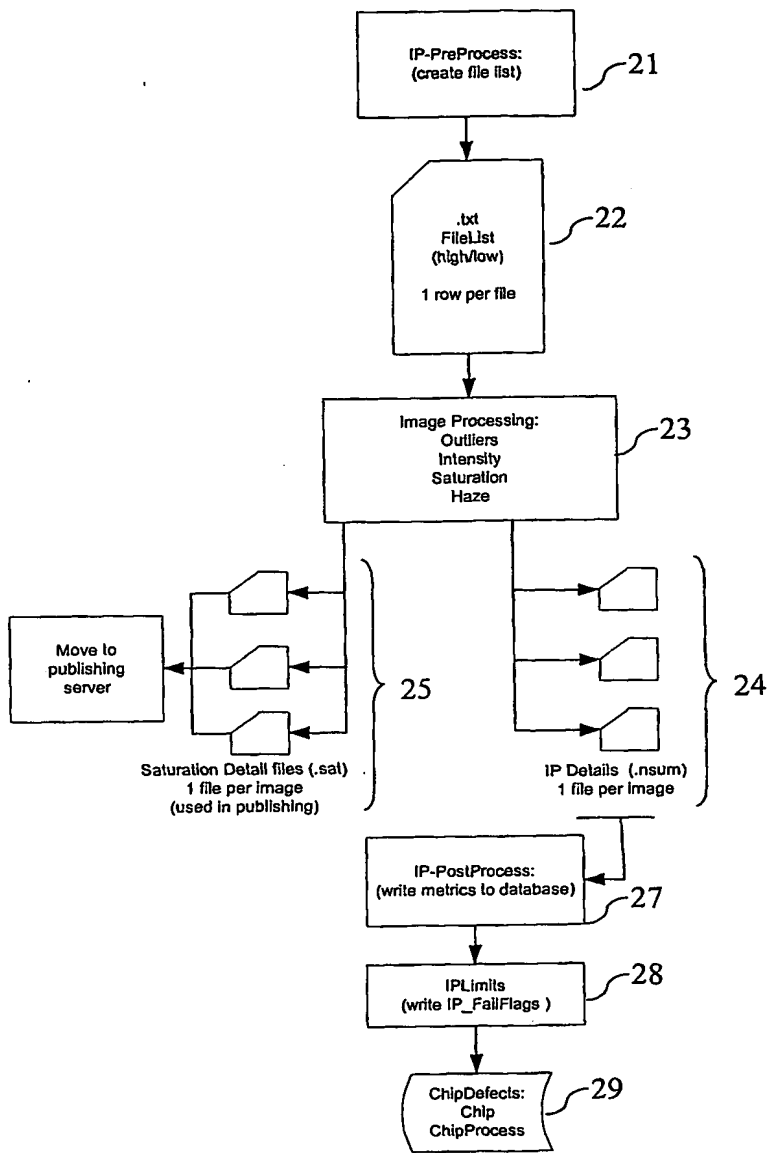 IP-PreProcess:
(create file list)
21
.txt
FileList
(high/low)
1 row per file
22
Image Processing:
Outliers
Intensity
Saturation
Haze
23
Move to
publishing
server
25
24
Saturation Detail files (.sat)
1 file per image
(used in publishing)
IP Details (.nsum)
1 file per image
IP-PostProcess:
(write metrics to database)
27
IPLimits
(write IP_FailFlags )
28
ChipDefects:
Chip
ChipProcess
29